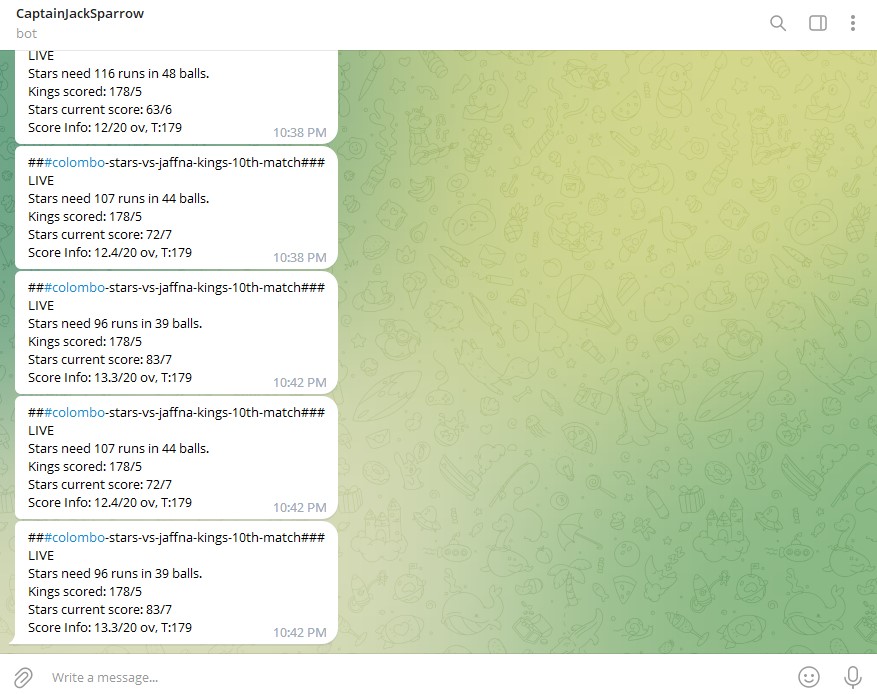 CaptainJackSparrow
bot
LIVE
Stars need 116 runs in 48 balls.
Kings scored: 178/5
Stars current score: 63/6
Score Info: 12/20 ov, T:179
10:38 PM
###colombo-stars-vs-jaffna-kings-10th-match###
LIVE
Stars need 107 runs in 44 balls.
Kings scored: 178/5
Stars current score: 72/7
Score Info: 12.4/20 ov, T:179
10:38 PM
###colombo-stars-vs-jaffna-kings-10th-match###
LIVE
Stars need 96 runs in 39 balls.
Kings scored: 178/5
Stars current score: 83/7
Score Info: 13.3/20 ov, T:179
10:42 PM
###colombo-stars-vs-jaffna-kings-10th-match###
LIVE
Stars need 107 runs in 44 balls.
Kings scored: 178/5
Stars current score: 72/7
Score Info: 12.4/20 ov, T:179
10:42 PM
###colombo-stars-vs-jaffna-kings-10th-match###
LIVE
Stars need 96 runs in 39 balls.
Kings scored: 178/5
Stars current score: 83/7
Score Info: 13.3/20 ov, T:179
10:42 PM
Write a message...